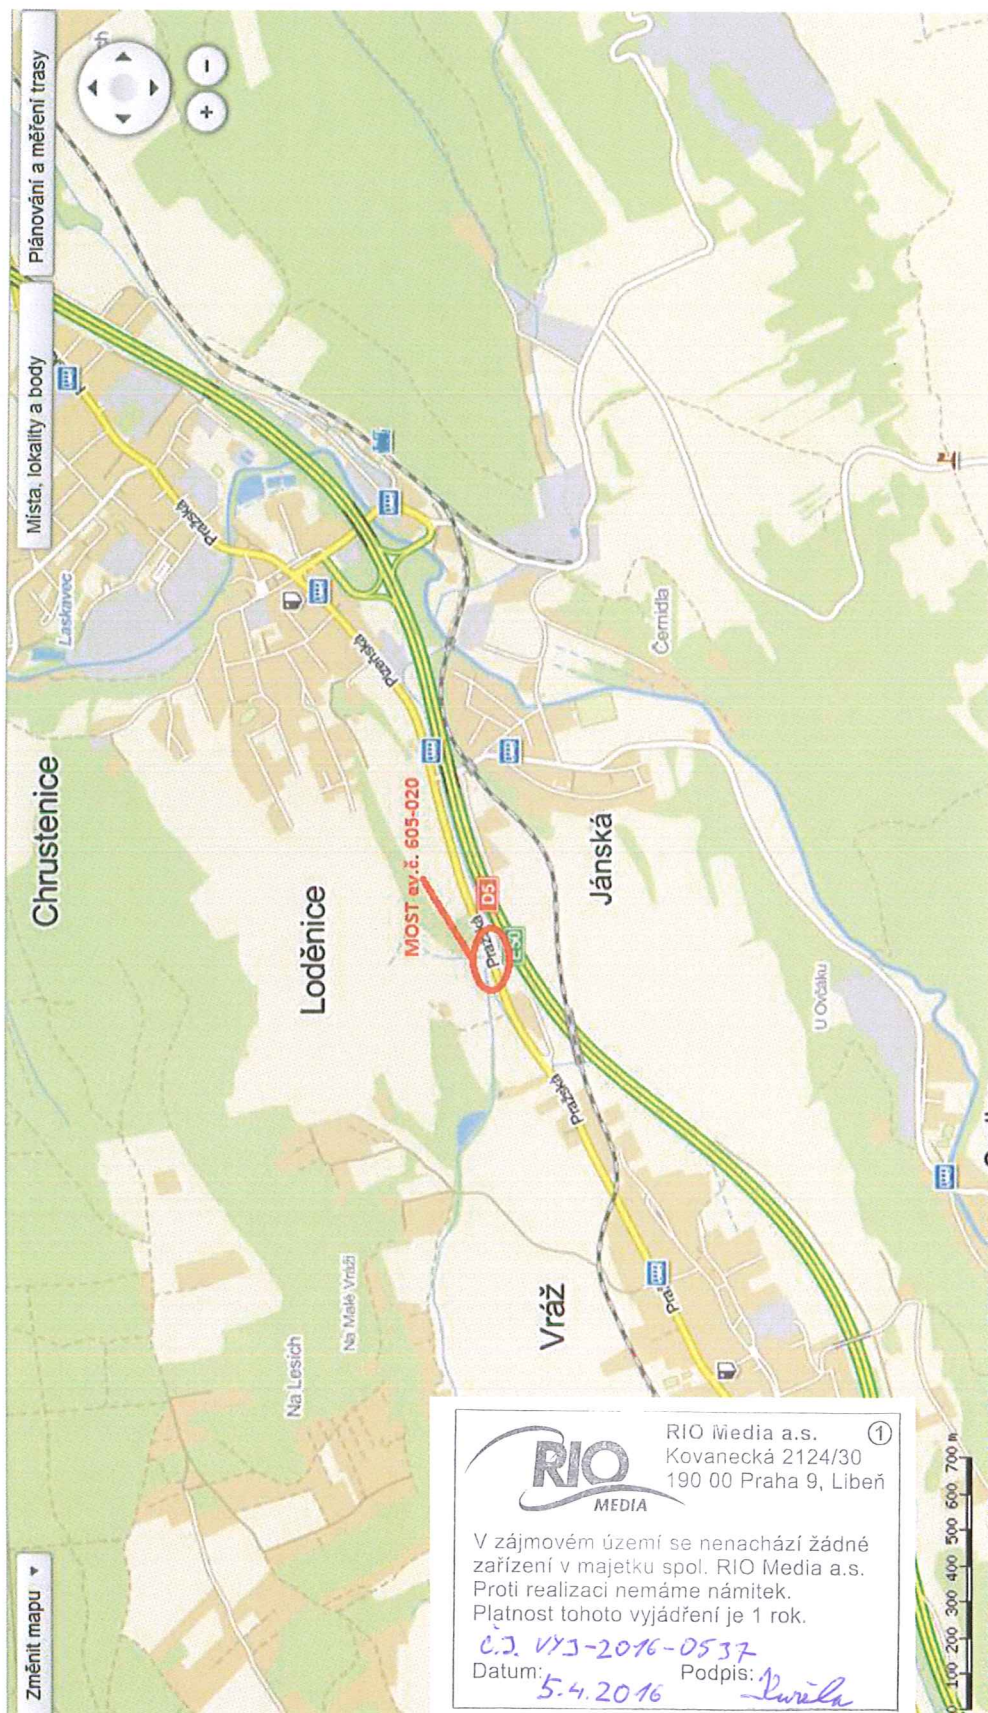 Změnit mapu
Místa, lokality a body
Plánování a měření trasy
Chrustenice
Loděnice
Laskavec
Pražská
Plzeňská
MOST ev.č. 605-020
Pražská
D5
E50
Jánská
Černidla
U Ovčáku
Pražská
Na Lesích
Na Malé Vráži
Vráž
0 100 200 300 400 500 600 700 m
RIO MEDIA
RIO Media a.s. 1
Kovanecká 2124/30
190 00 Praha 9, Libeň
V zájmovém území se nenachází žádné
zařízení v majetku spol. RIO Media a.s.
Proti realizaci nemáme námitek.
Platnost tohoto vyjádření je 1 rok.
č.J. VYJ-2016-0537
Datum: 5.4.2016 Podpis: